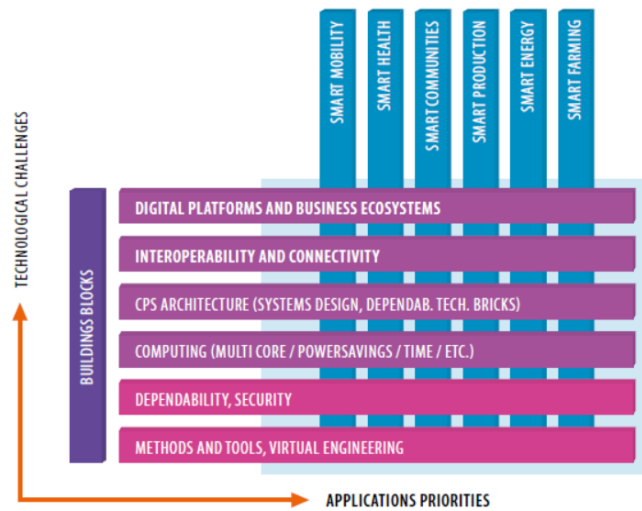 SMART MOBILITY
SMART HEALTH
SMART COMMUNITIES
SMART PRODUCTION
SMART ENERGY
SMART FARMING
TECHNOLOGICAL CHALLENGES
BUILDINGS BLOCKS
DIGITAL PLATFORMS AND BUSINESS ECOSYSTEMS
INTEROPERABILITY AND CONNECTIVITY
CPS ARCHITECTURE (SYSTEMS DESIGN, DEPENDAB. TECH. BRICKS)
COMPUTING (MULTI CORE / POWERSAVINGS / TIME / ETC.)
DEPENDABILITY, SECURITY
METHODS AND TOOLS, VIRTUAL ENGINEERING
APPLICATIONS PRIORITIES